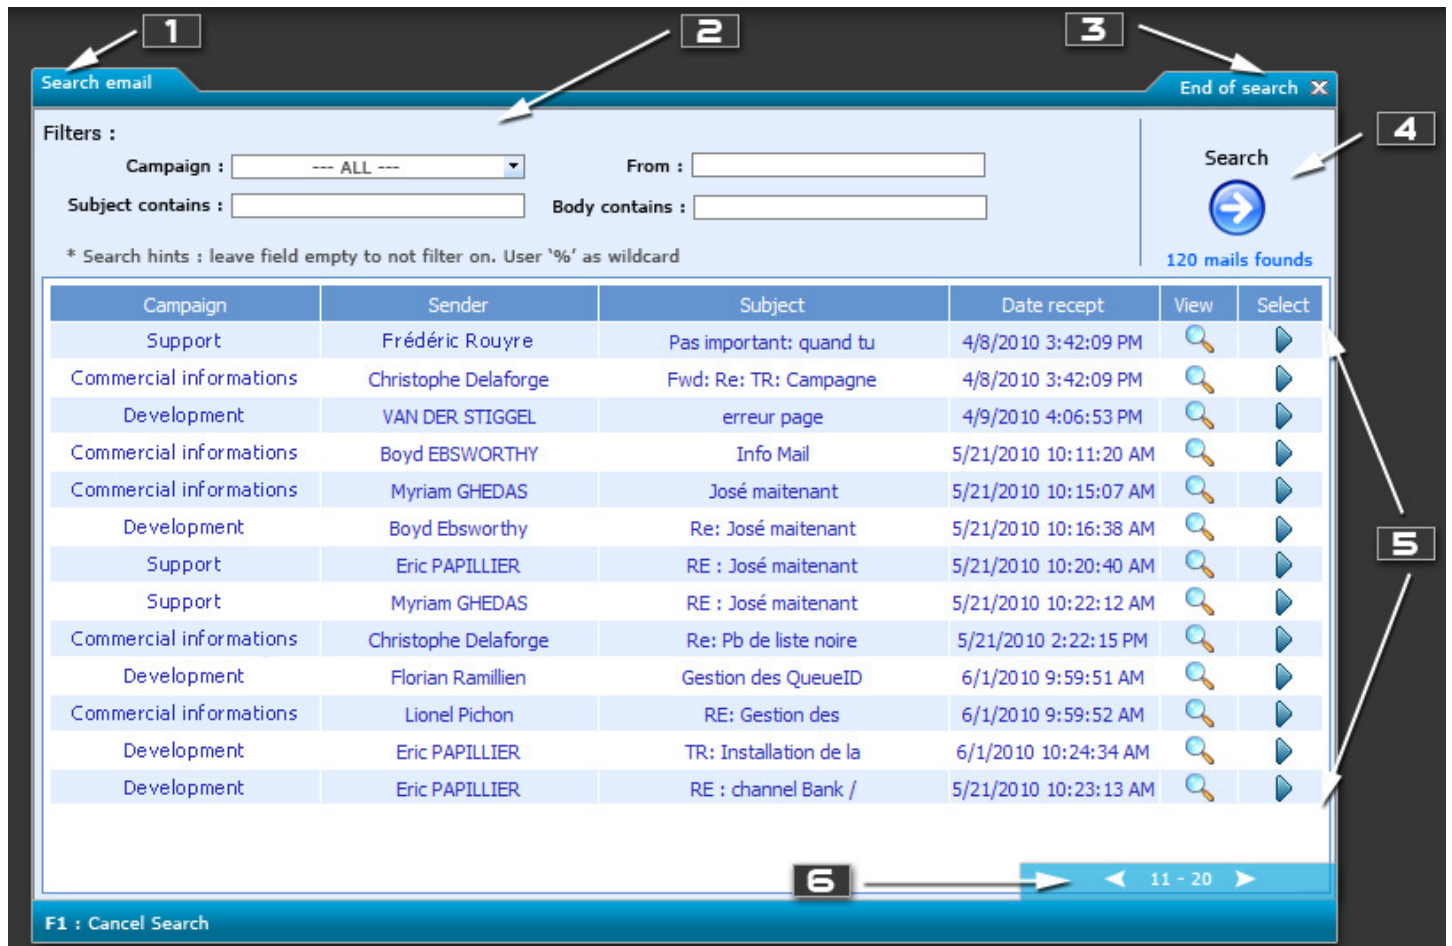 1 2 3
Search email End of search X
4
Filters :
Campaign : --- ALL --- From : Search
Subject contains : Body contains :
* Search hints : leave field empty to not filter on. User ‘%’ as wildcard 120 mails founds
Campaign Sender Subject Date recept View Select
Support Frédéric Rouyre Pas important: quand tu 4/8/2010 3:42:09 PM
Commercial informations Christophe Delaforge Fwd: Re: TR: Campagne 4/8/2010 3:42:09 PM
Development VAN DER STIGGEL erreur page 4/9/2010 4:06:53 PM
Commercial informations Boyd EBSWORTHY Info Mail 5/21/2010 10:11:20 AM
Commercial informations Myriam GHEDAS José maitenant 5/21/2010 10:15:07 AM
Development Boyd Ebsworthy Re: José maitenant 5/21/2010 10:16:38 AM
5
Support Eric PAPILLIER RE : José maitenant 5/21/2010 10:20:40 AM
Support Myriam GHEDAS RE : José maitenant 5/21/2010 10:22:12 AM
Commercial informations Christophe Delaforge Re: Pb de liste noire 5/21/2010 2:22:15 PM
Development Florian Ramillien Gestion des QueueID 6/1/2010 9:59:51 AM
Commercial informations Lionel Pichon RE: Gestion des 6/1/2010 9:59:52 AM
Development Eric PAPILLIER TR: Installation de la 6/1/2010 10:24:34 AM
Development Eric PAPILLIER RE : channel Bank / 5/21/2010 10:23:13 AM
6 11 - 20
F1 : Cancel Search